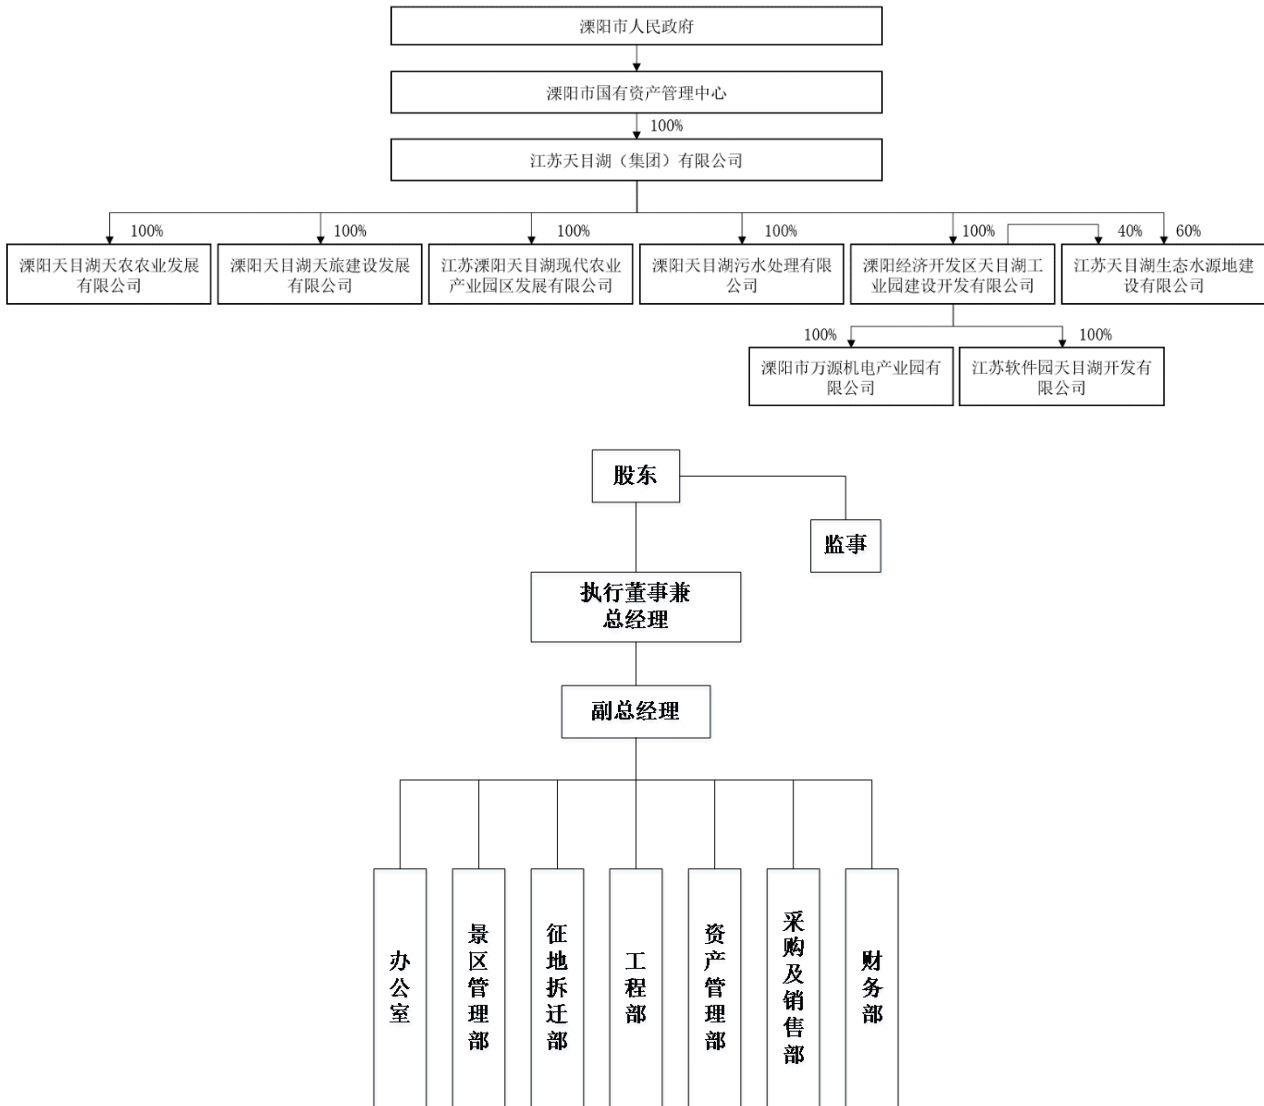 溧阳市人民政府
溧阳市国有资产管理中心
100%
江苏天目湖（集团）有限公司
100%
100%
100%
100%
100%
40%
60%
溧阳天目湖天农农业发展
有限公司
溧阳天目湖天旅建设发展
有限公司
江苏溧阳天目湖现代农业
产业园区发展有限公司
溧阳天目湖污水处理有限
公司
溧阳经济开发区天目湖工
业园建设开发有限公司
江苏天目湖生态水源地建
设有限公司
100%
100%
溧阳市万源机电产业园有
限公司
江苏软件园天目湖开发有
限公司
股东
监事
执行董事兼
总经理
副总经理
办公室
景区管理部
征地拆迁部
工程部
资产管理部
采购及销售部
财务部